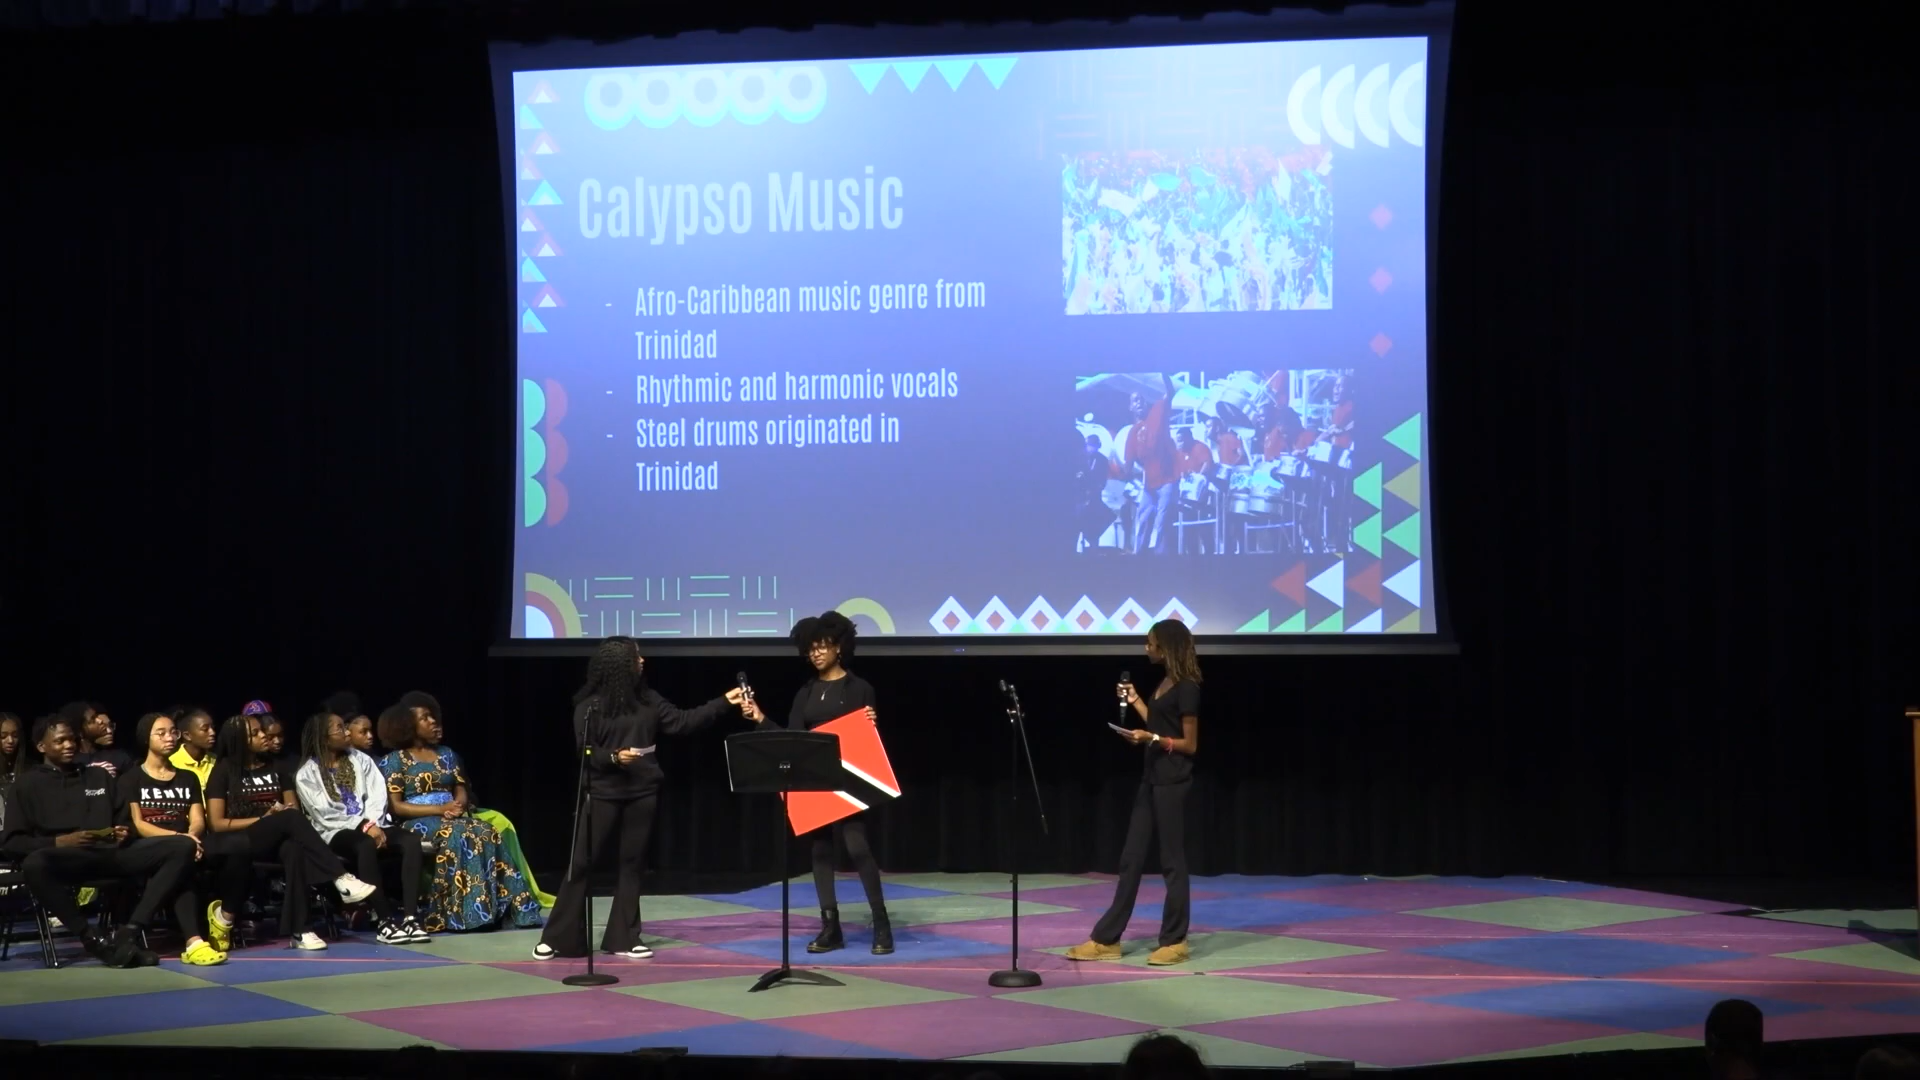 Calypso Music
- Afro-Caribbean music genre from
Trinidad
- Rhythmic and harmonic vocals
- Steel drums originated in
Trinidad
KENYA